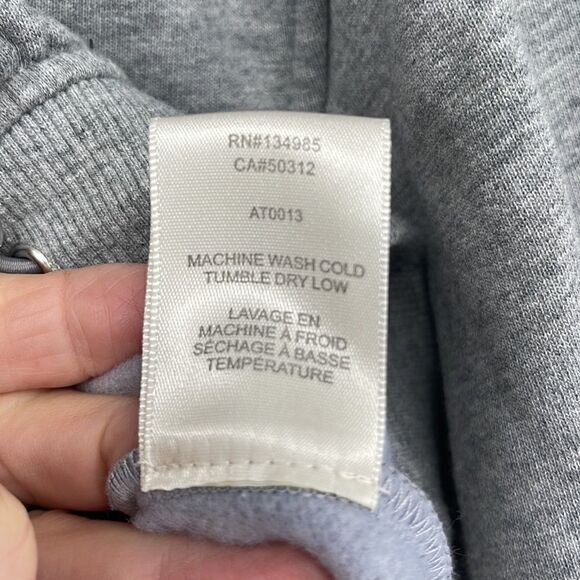 RN#134985
CA#50312
AT0013
MACHINE WASH COLD
TUMBLE DRY LOW
LAVAGE EN
MACHINE À FROID
SÉCHAGE À BASSE
TEMPÉRATURE